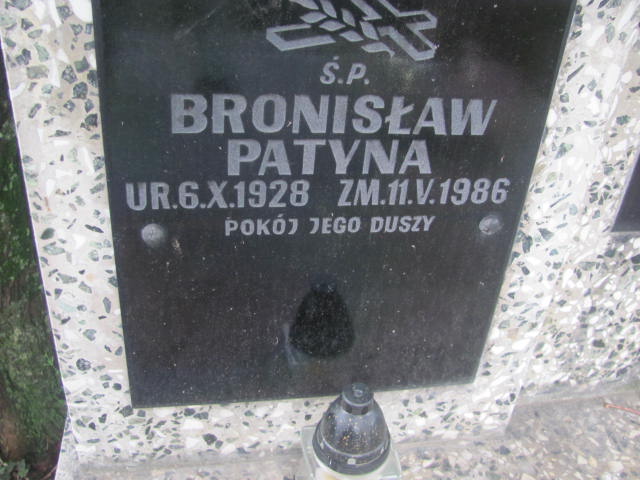 Ś.P.
BRONISŁAW
PATYNA
UR.6.X.1928 ZM.11.V.1986
POKÓJ JEGO DUSZY